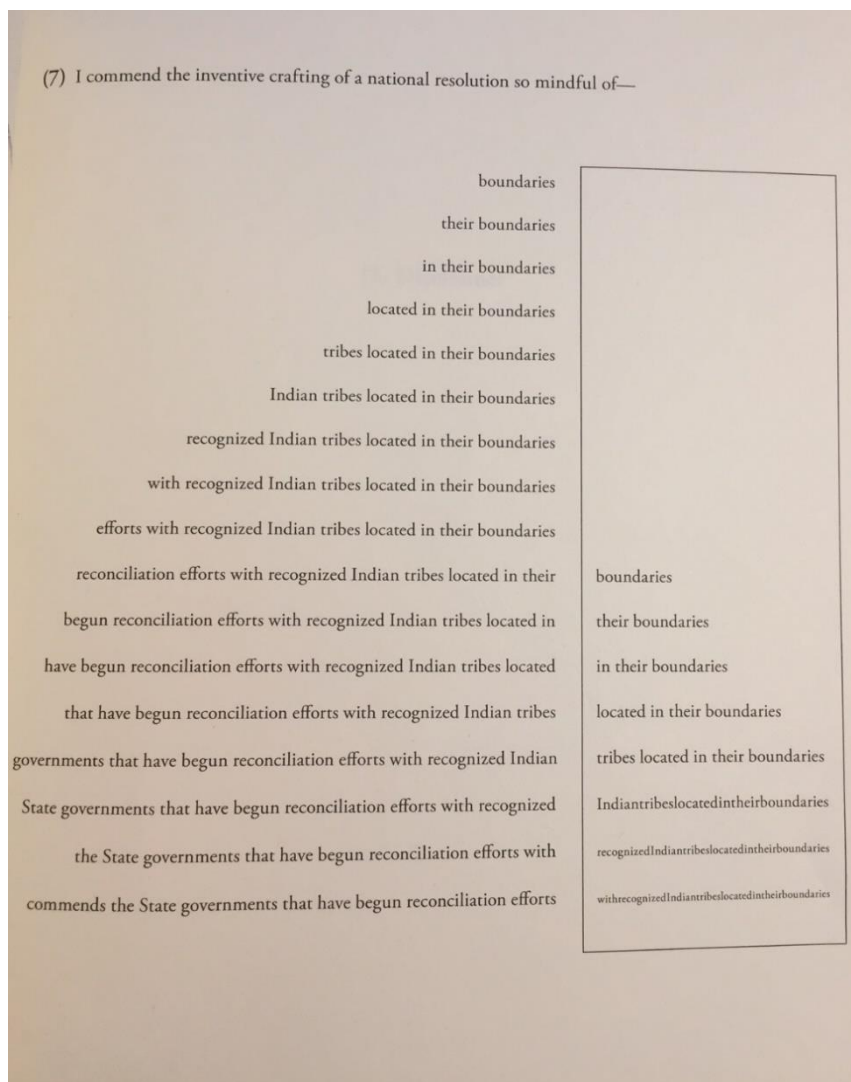 (7) I commend the inventive crafting of a national resolution so mindful of—
boundaries
their boundaries
in their boundaries
located in their boundaries
tribes located in their boundaries
Indian tribes located in their boundaries
recognized Indian tribes located in their boundaries
with recognized Indian tribes located in their boundaries
efforts with recognized Indian tribes located in their boundaries
reconciliation efforts with recognized Indian tribes located in their boundaries
begun reconciliation efforts with recognized Indian tribes located in their boundaries
have begun reconciliation efforts with recognized Indian tribes located in their boundaries
that have begun reconciliation efforts with recognized Indian tribes located in their boundaries
governments that have begun reconciliation efforts with recognized Indian tribes located in their boundaries
State governments that have begun reconciliation efforts with recognized Indiantribeslocatedintheirboundaries
the State governments that have begun reconciliation efforts with recognizedIndiantribeslocatedintheirboundaries
commends the State governments that have begun reconciliation efforts withrecognizedIndiantribeslocatedintheirboundaries